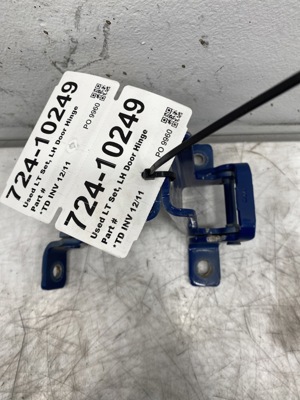 724-10249
Used LT Set, LH Door Hinge
Part #
*TD INV 12/11
PO 9960
724-10249
Used LT Set, LH Door Hinge
Part #
*TD INV 12/11
PO 9960